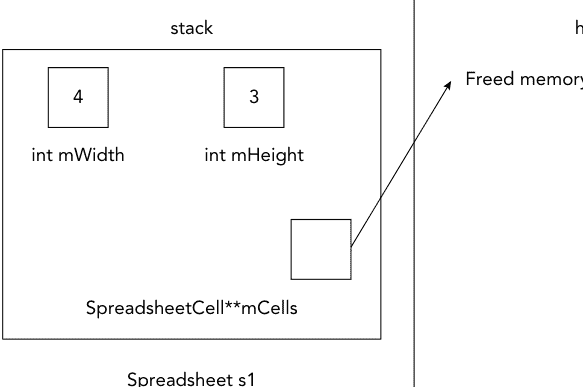 stack
4 3
int mWidth int mHeight
Freed memory
SpreadsheetCell**mCells
Spreadsheet s1